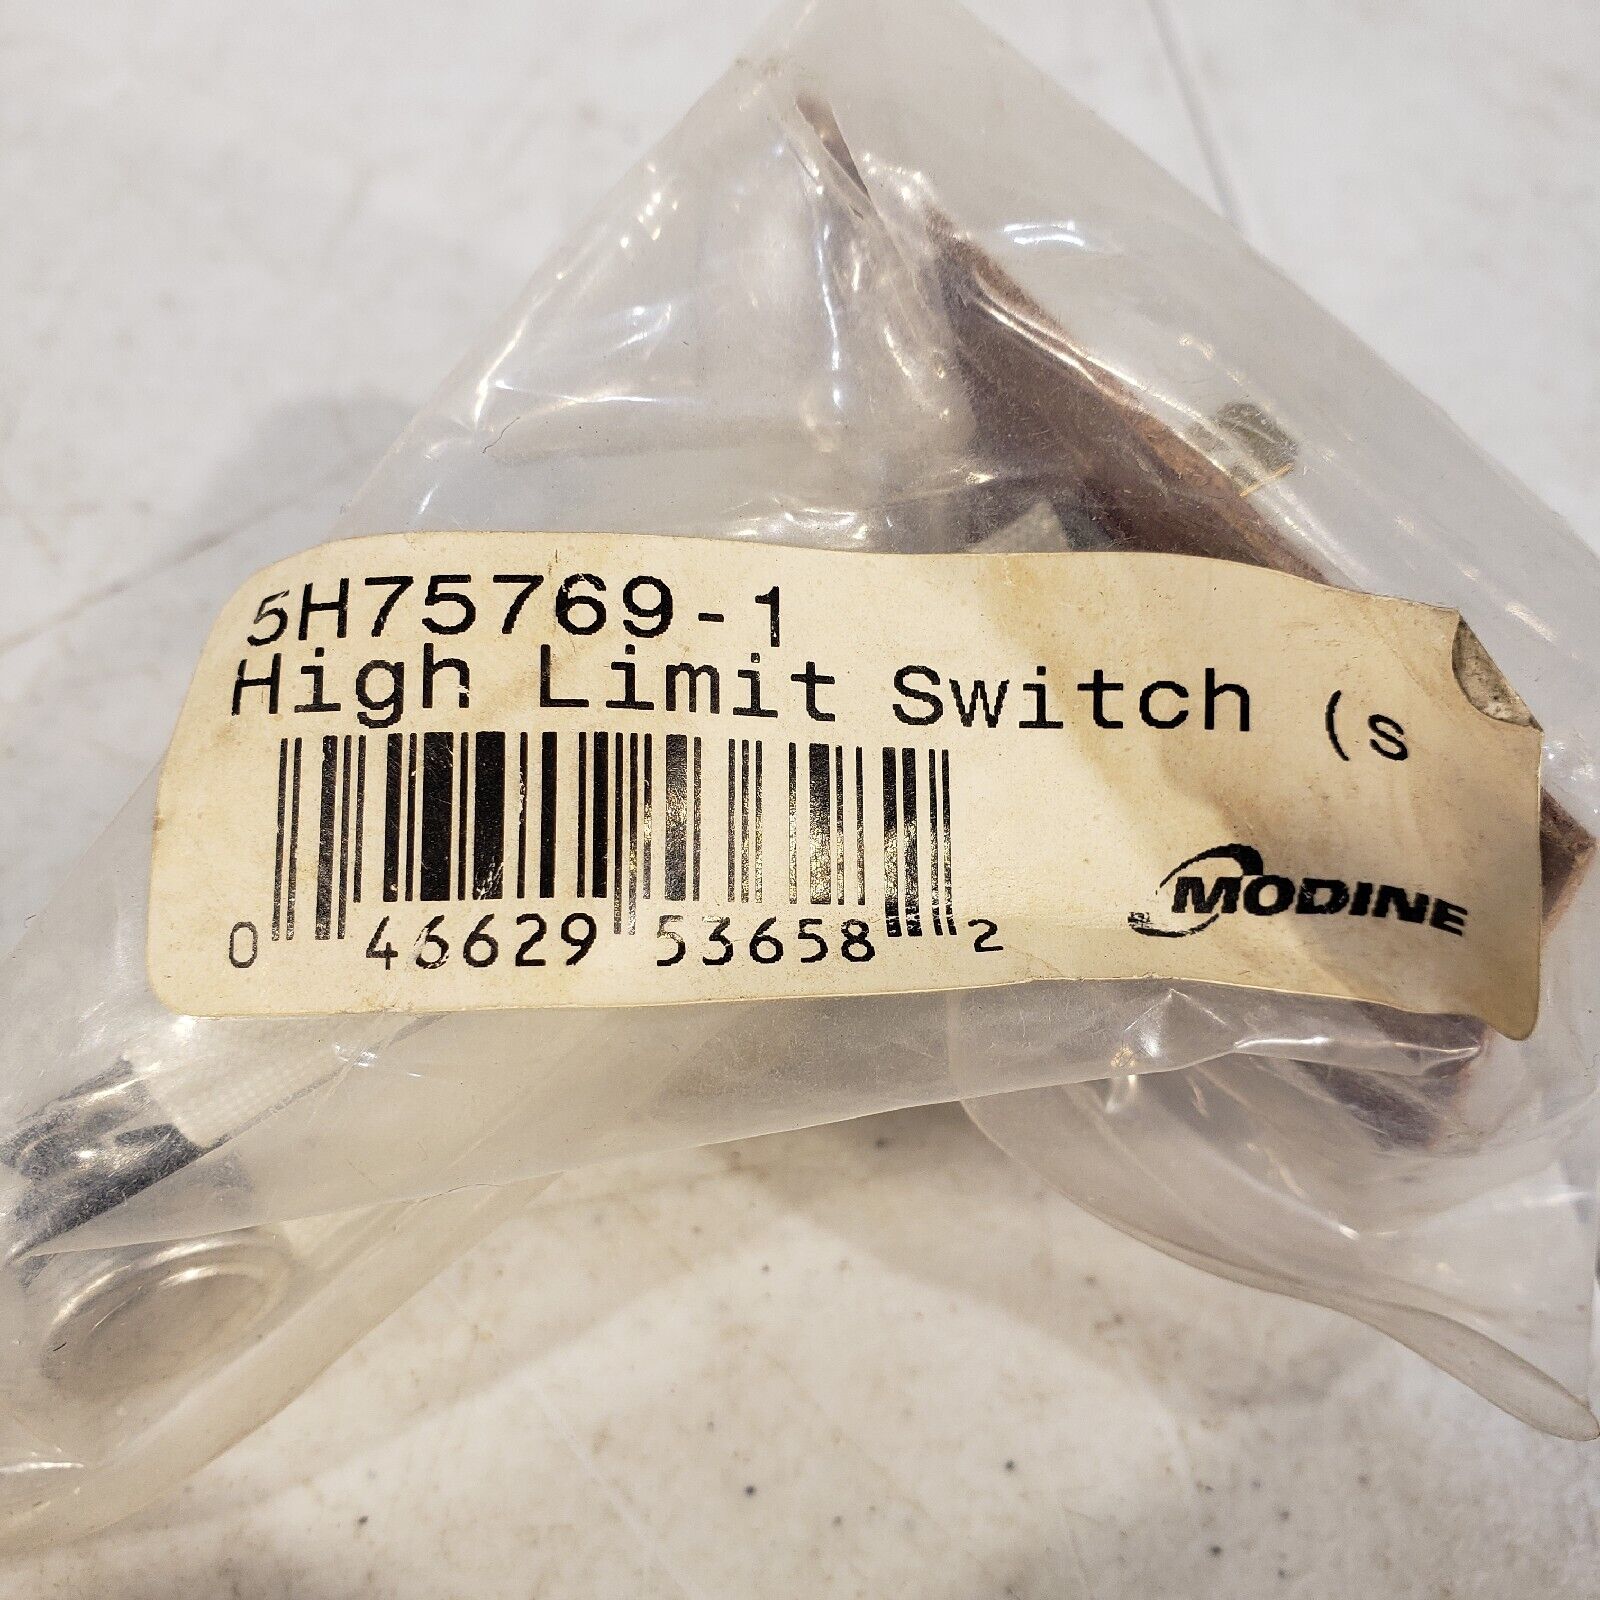 5H75769-1
High Limit Switch (s
0 46629 53658 2
MODINE